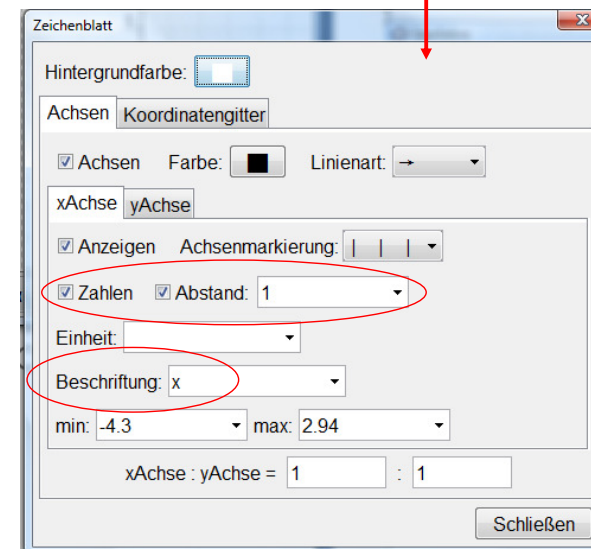 Zeichenblatt
Hintergrundfarbe:
Achsen Koordinatengitter
Achsen Farbe: Linienart:
xAchse yAchse
Anzeigen Achsenmarkierung: | | |
Zahlen Abstand: 1
Einheit:
Beschriftung: x
min: -4.3 max: 2.94
xAchse : yAchse = 1 : 1
Schließen